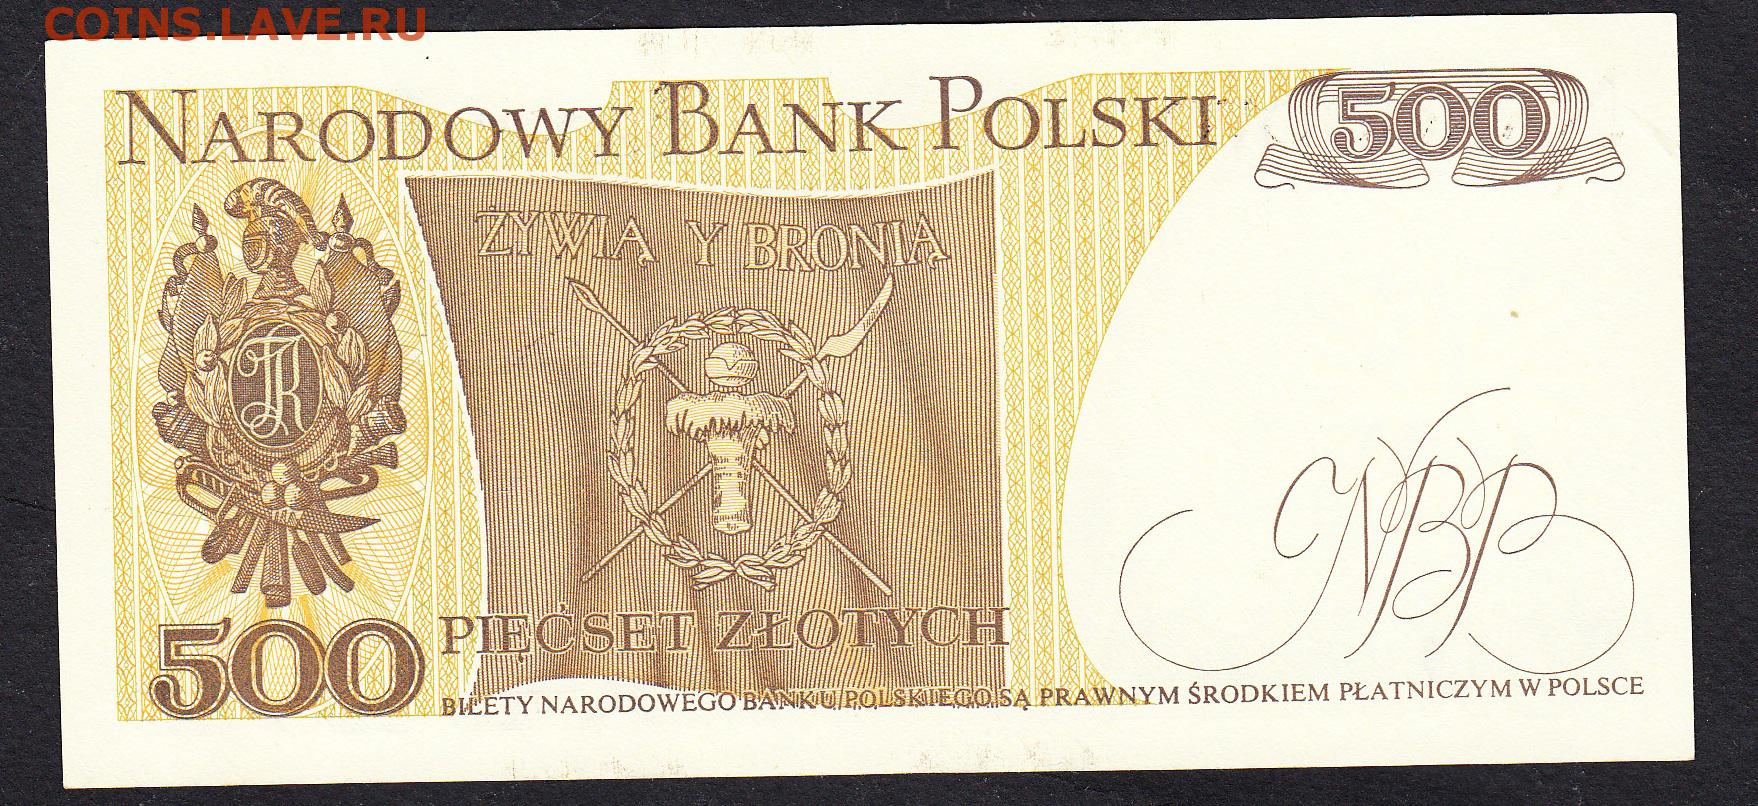 COINS.LAVE.RU
NARODOWY BANK POLSKI
500
ŻYWIĄ Y BRONIĄ
TK
NBP
500
PIĘĆSET ZŁOTYCH
BILETY NARODOWEGO BANKU POLSKIEGO SĄ PRAWNYM ŚRODKIEM PŁATNICZYM W POLSCE